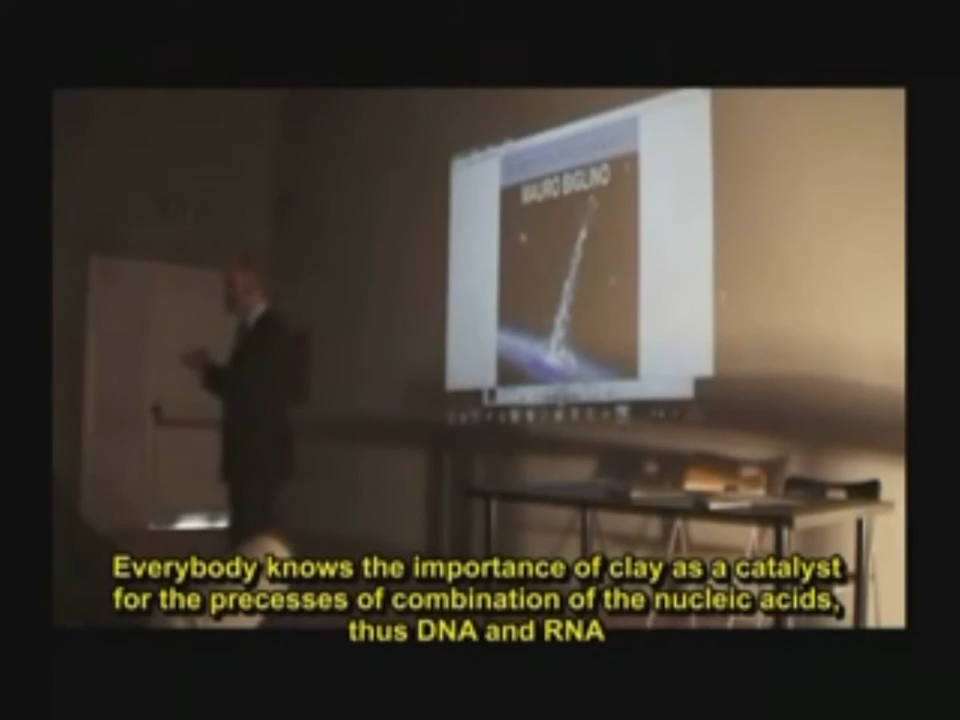 MAURO BIGLINO
Everybody knows the importance of clay as a catalyst
for the precesses of combination of the nucleic acids,
thus DNA and RNA